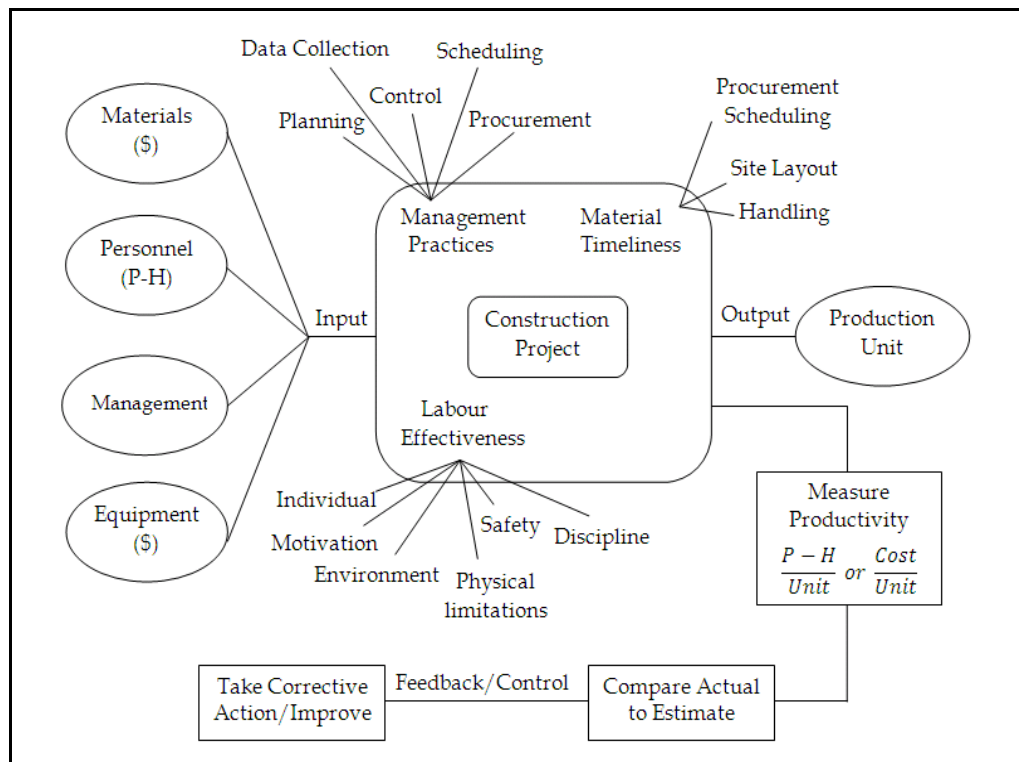 Data Collection
Scheduling
Control
Planning
Procurement
Procurement
Scheduling
Site Layout
Handling
Materials
($)
Personnel
(P-H)
Management
Equipment
($)
Input
Management
Practices
Material
Timeliness
Construction
Project
Labour
Effectiveness
Output
Production
Unit
Individual
Motivation
Environment
Physical
limitations
Safety
Discipline
Measure
Productivity
P − H / Unit or Cost / Unit
Compare Actual
to Estimate
Feedback/Control
Take Corrective
Action/Improve